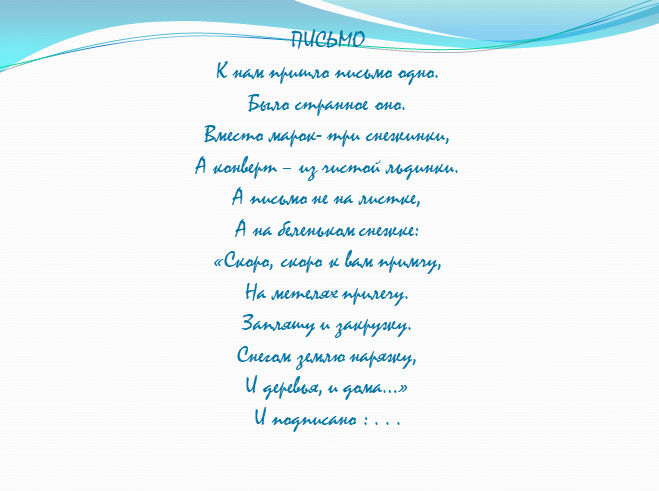 ПИСЬМО
К нам пришло письмо одно.
Было странное оно.
Вместо марок- три снежинки,
А конверт – из чистой льдинки.
А письмо не на листке,
А на беленьком снежке:
«Скоро, скоро к вам примчу,
На метелях прилечу.
Запляшу и закружу.
Снегом землю наряжу,
И деревья, и дома...»
И подписано : . . .